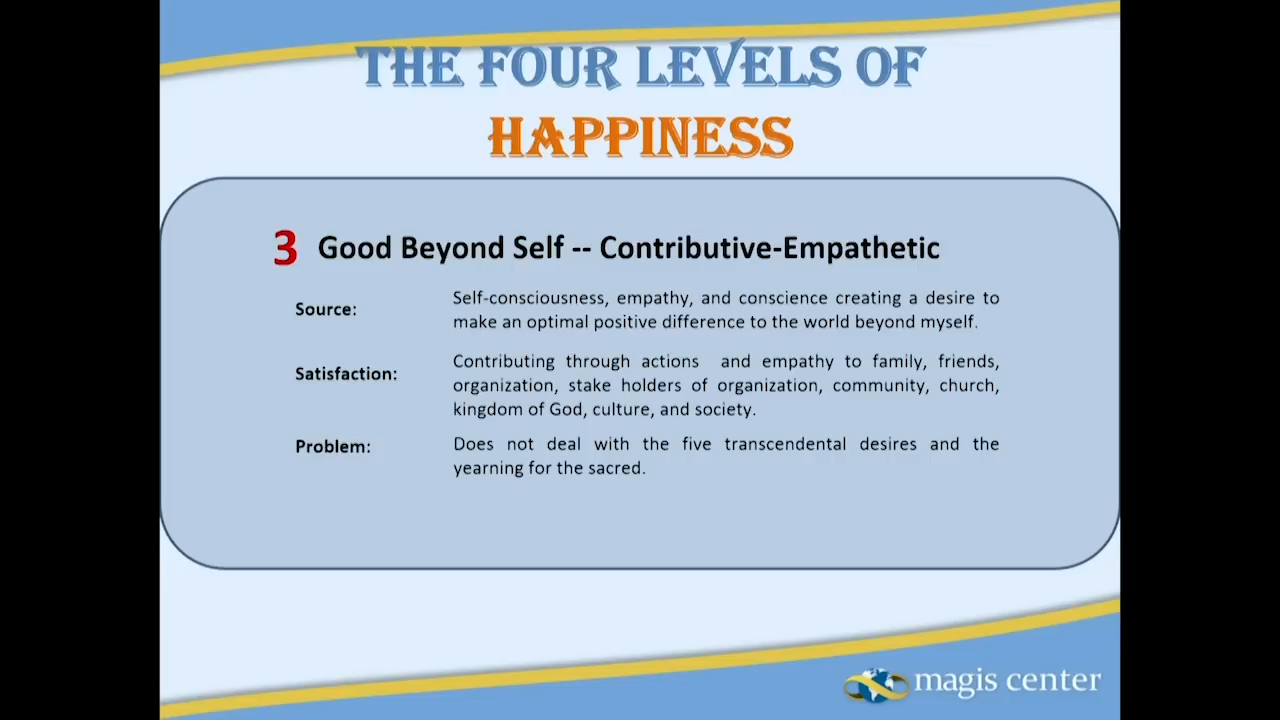 THE FOUR LEVELS OF
HAPPINESS
3 Good Beyond Self -- Contributive-Empathetic
Source: Self-consciousness, empathy, and conscience creating a desire to
make an optimal positive difference to the world beyond myself.
Satisfaction: Contributing through actions and empathy to family, friends,
organization, stake holders of organization, community, church,
kingdom of God, culture, and society.
Problem: Does not deal with the five transcendental desires and the
yearning for the sacred.
magis center